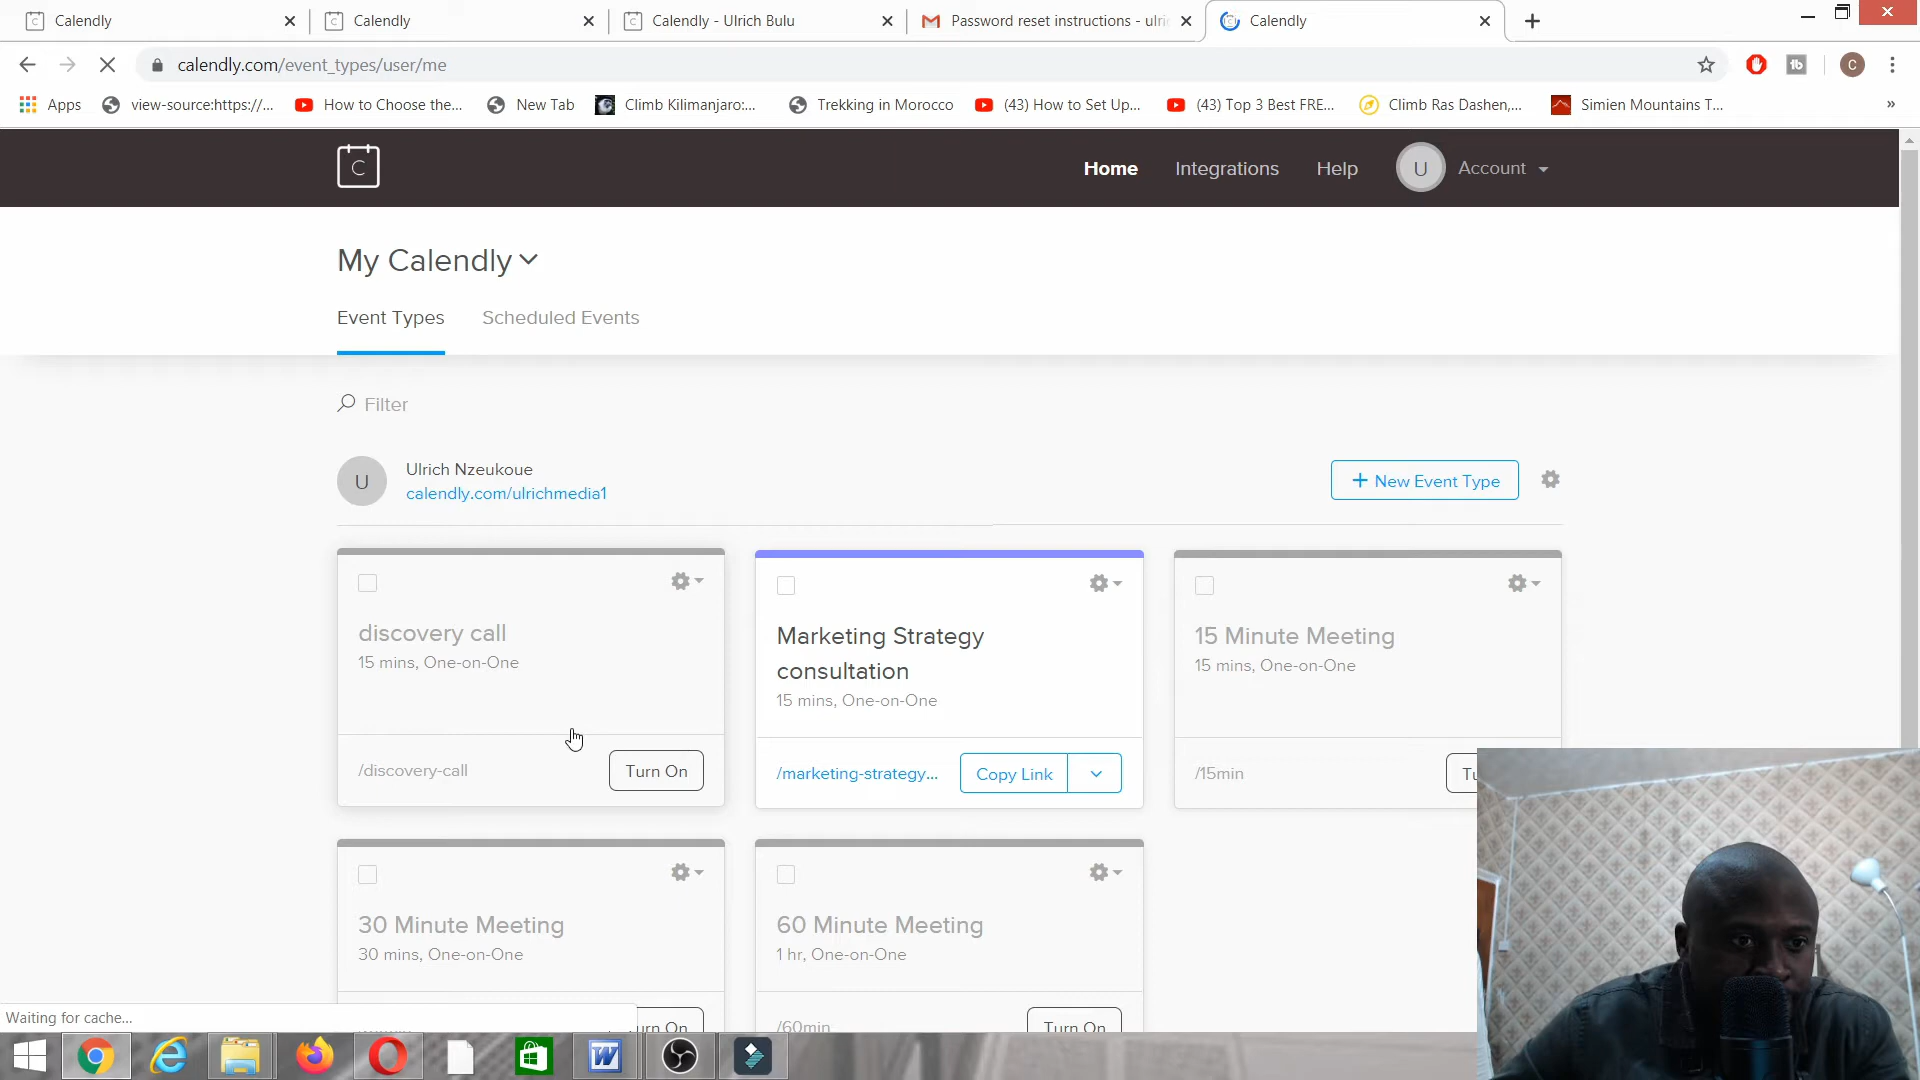 Calendly
Calendly
Calendly - Ulrich Bulu
Password reset instructions - ulri
Calendly
calendly.com/event_types/user/me
C
Apps
view-source:https://...
How to Choose the...
New Tab
Climb Kilimanjaro:...
Trekking in Morocco
(43) How to Set Up...
(43) Top 3 Best FRE...
Climb Ras Dashen,...
Simien Mountains T...
»
C
Home
Integrations
Help
U
Account
My Calendly
Event Types
Scheduled Events
Filter
U
Ulrich Nzeukoue
calendly.com/ulrichmedia1
+ New Event Type
discovery call
15 mins, One-on-One
/discovery-call
Turn On
Marketing Strategy
consultation
15 mins, One-on-One
/marketing-strategy...
Copy Link
15 Minute Meeting
15 mins, One-on-One
/15min
Tu
30 Minute Meeting
30 mins, One-on-One
Turn On
60 Minute Meeting
1 hr, One-on-One
/60min
Turn On
Waiting for cache...